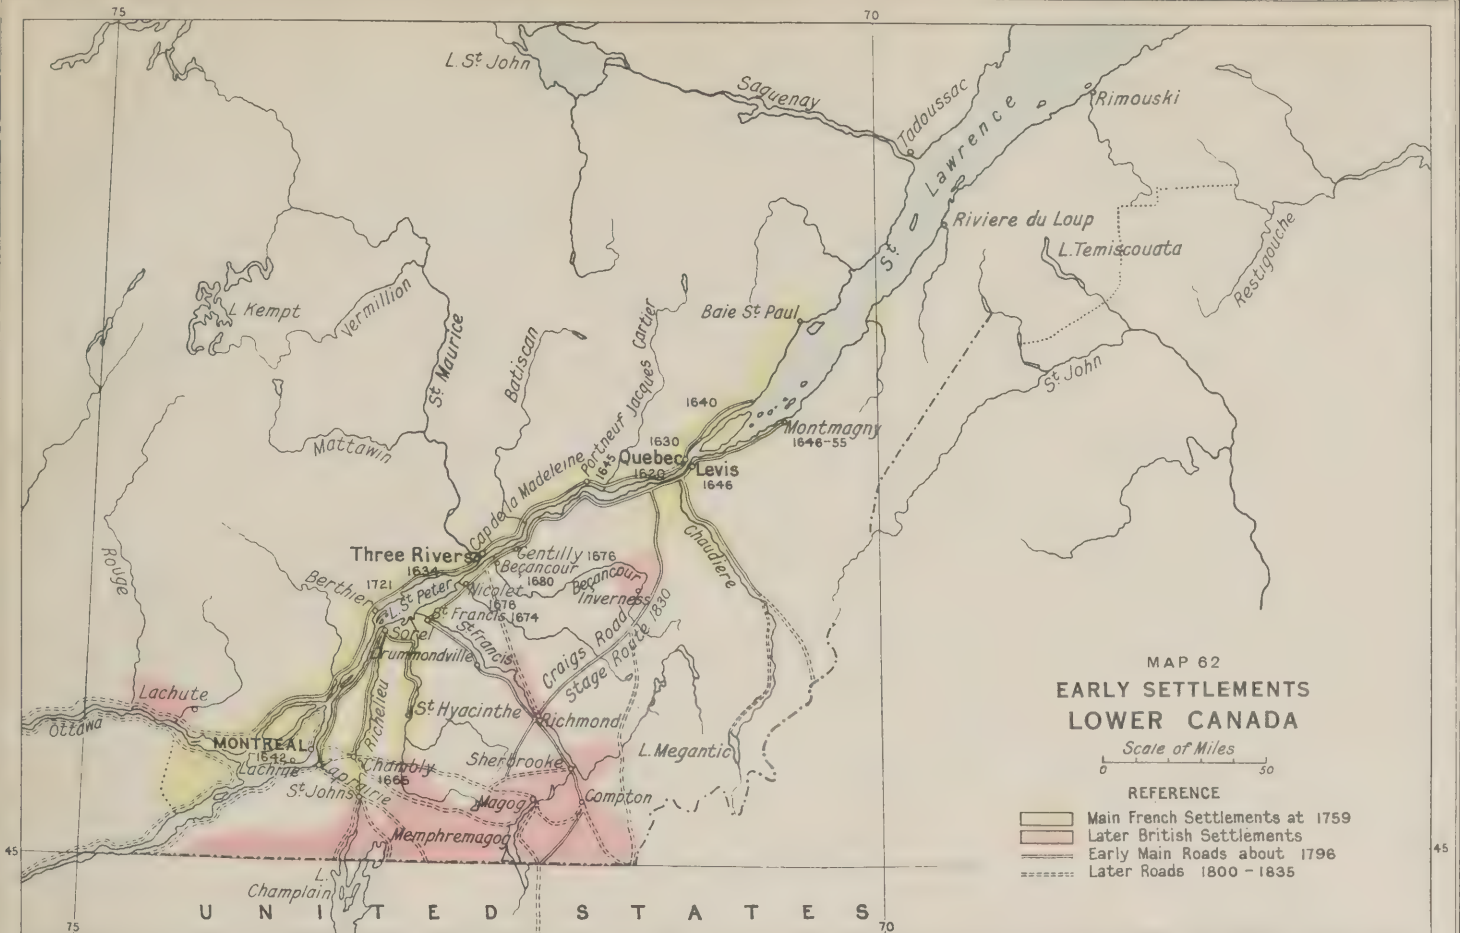 75
70
L. St. John
Saguenay
Tadoussac
St. Lawrence
Rimouski
Riviere du Loup
L. Temiscouata
Restigouche
L. Kempt
Vermillion
St. Maurice
Batiscan
Jacques Cartier
Baie St. Paul
St. John
Mattawin
1640
Montmagny
1646-55
1630
Quebec
1620
Levis
1646
Portneuf
1645
Cap de la Madeleine
Chaudiere
Rouge
Three Rivers
1634
Gentilly 1676
Beçancour
1680
Beçancour
Inverness
1721
Berthier
L. St. Peter
Nicolet
1676
St. Francis 1674
Sorel
St. Francis
Drummondville
Craigs Road
Stage Route 1830
Lachute
Ottawa
Richelieu
St. Hyacinthe
Richmond
MONTREAL
1642
Lachine
Laprairie
Chambly
1665
Sherbrooke
L. Megantic
St. Johns
Magog
Compton
Memphremagog
45
45
L.
Champlain
UNITED STATES
75
70
MAP 62
EARLY SETTLEMENTS
LOWER CANADA
Scale of Miles
0 50
REFERENCE
Main French Settlements at 1759
Later British Settlements
Early Main Roads about 1796
Later Roads 1800 - 1835